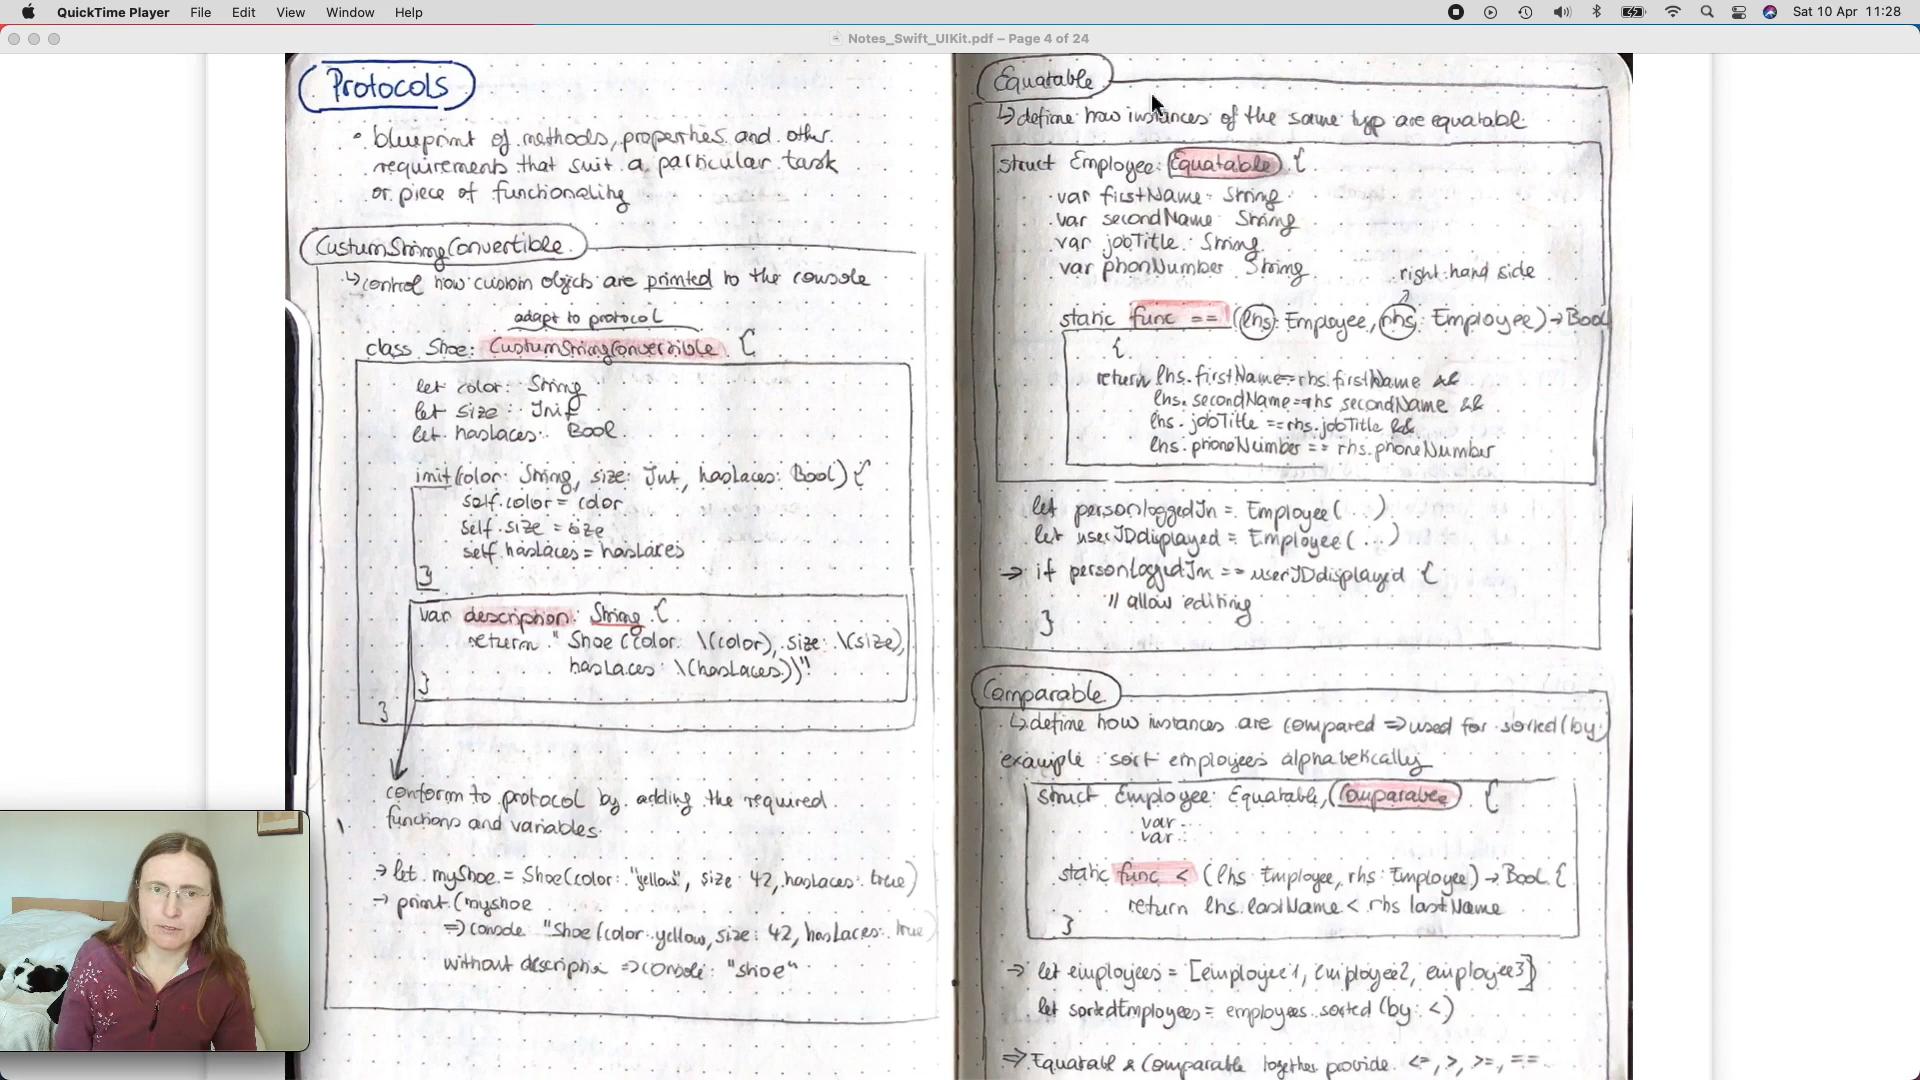 QuickTime Player File Edit View Window Help Sat 10 Apr 11:28
Notes_Swift_UIKit.pdf – Page 4 of 24
Protocols
• blueprint of methods, properties and other
requirements that suit a particular task
or piece of functionality
CustumStringConvertible
↳ control how custom objects are printed to the console
adapt to protocol
class Shoe: CustumStringConvertible {
let color: String
let size: Int
let haslaces: Bool
init(color: String, size: Int, haslaces: Bool) {
self.color = color
self.size = size
self.haslaces = haslaces
}
var description: String {
return "Shoe(color: \(color), size: \(size),
haslaces: \(haslaces))"
}
}
conform to protocol by adding the required
functions and variables
→ let myShoe = Shoe(color: "yellow", size: 42, haslaces: true)
→ print(myshoe
⇒ console "Shoe(color: yellow, size: 42, haslaces: true)
without description ⇒ console: "shoe"
Equatable
↳ define how instances of the same typ are equatable
struct Employee: Equatable {
var firstName: String
var secondName: String
var jobTitle: String
var phonNumber: String
right hand side
static func == (lhs: Employee, rhs: Employee) → Bool
{
return lhs.firstName == rhs.firstName &&
lhs.secondName == rhs secondName &&
lhs.jobTitle == rhs.jobTitle &&
lhs.phoneNumber == rhs.phoneNumber
let personloggedIn = Employee(...)
let userIDdisplayed = Employee(...)
→ if personloggedIn == userIDdisplayed {
// allow editing
}
Comparable
↳ define how instances are compared ⇒ used for sorted(by)
example: sort employees alphabetically
struct Employee: Equatable, Comparable {
var...
var...
static func < (lhs: Employee, rhs: Employee) → Bool {
return lhs.lastName < rhs lastName
}
→ let employees = [employee1, employee2, employee3]
let sortedEmployees = employees.sorted(by: <)
⇒ Equatable & Comparable together provide <=, >, >=, ==